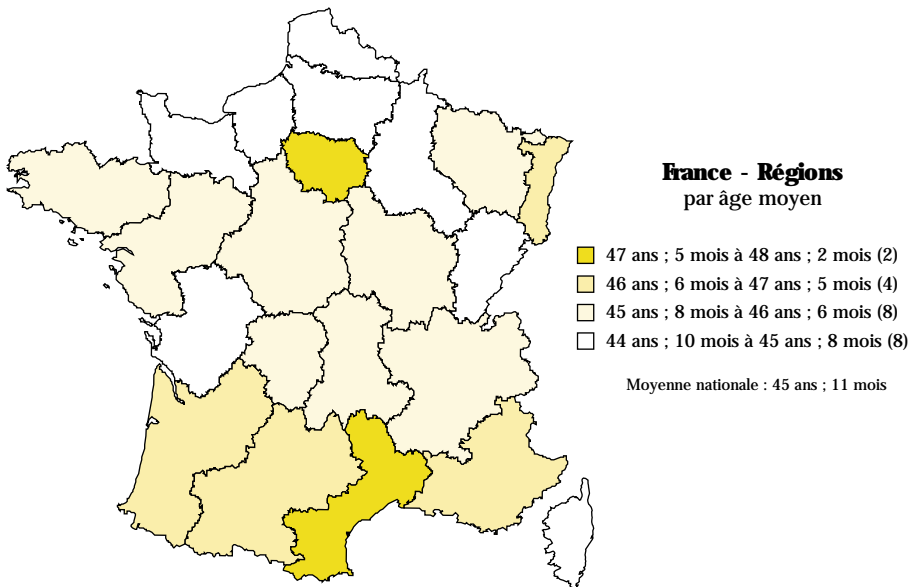 France - Régions
par âge moyen
47 ans ; 5 mois à 48 ans ; 2 mois (2)
46 ans ; 6 mois à 47 ans ; 5 mois (4)
45 ans ; 8 mois à 46 ans ; 6 mois (8)
44 ans ; 10 mois à 45 ans ; 8 mois (8)
Moyenne nationale : 45 ans ; 11 mois